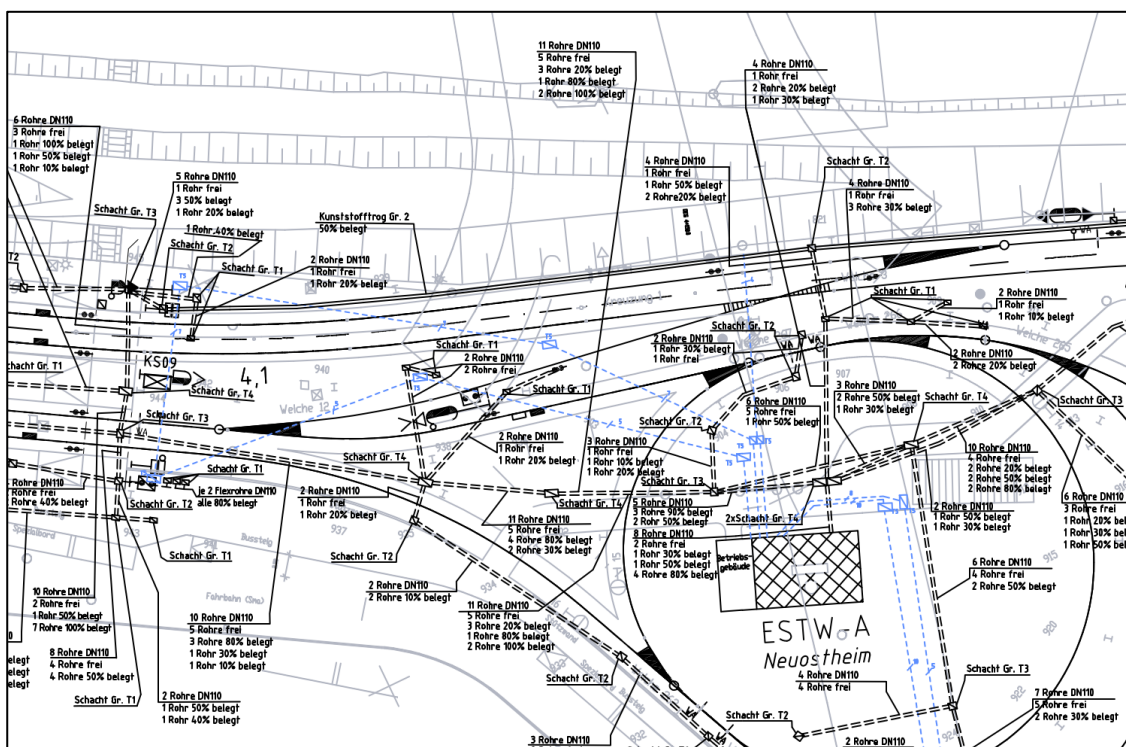 11 Rohre DN110
5 Rohre frei
3 Rohre 20% belegt
1 Rohr 80% belegt
2 Rohre 100% belegt
4 Rohre DN110
1 Rohr frei
2 Rohre 20% belegt
1 Rohr 30% belegt
6 Rohre DN110
3 Rohre frei
1 Rohr 100% belegt
1 Rohr 50% belegt
1 Rohr 10% belegt
5 Rohre DN110
1 Rohr frei
3 50% belegt
1 Rohr 20% belegt
Schacht Gr. T3
1 Rohr 40% belegt
Schacht Gr. T2
Kunststofftrog Gr. 2
50% belegt
4 Rohre DN110
1 Rohr frei
1 Rohr 50% belegt
2 Rohre20% belegt
Schacht Gr. T2
4 Rohre DN110
1 Rohr frei
3 Rohre 30% belegt
Schacht Gr. T1
2 Rohre DN110
1 Rohr frei
1 Rohr 20% belegt
Schacht Gr. T1
2 Rohre DN110
1 Rohr frei
1 Rohr 10% belegt
Kreuzung 1
Schacht Gr. T2
2 Rohre DN110
1 Rohr 30% belegt
1 Rohr frei
2 Rohre DN110
2 Rohre 20% belegt
Schacht Gr. T1
2 Rohre DN110
2 Rohre frei
Schacht Gr. T1
KS09
4,1
940
944
Weiche 12
Schacht Gr. T4
Schacht Gr. T3
907
3 Rohre DN110
2 Rohre 50% belegt
1 Rohr 30% belegt
Schacht Gr. T4
Schacht Gr. T3
6 Rohre DN110
5 Rohre frei
1 Rohr 50% belegt
Schacht Gr. T2
2 Rohre DN110
1 Rohr frei
1 Rohr 20% belegt
3 Rohre DN110
1 Rohr frei
1 Rohr 10% belegt
1 Rohr 20% belegt
10 Rohre DN110
4 Rohre frei
2 Rohre 20% belegt
2 Rohre 50% belegt
2 Rohre 80% belegt
Schacht Gr. T4
Schacht Gr. T1
je 2 Flexrohre DN110
alle 80% belegt
Schacht Gr. T2
Schacht Gr. T3
Schacht Gr. T4
2 Rohre DN110
1 Rohr frei
1 Rohr 20% belegt
5 Rohre DN110
3 Rohre 90% belegt
2 Rohr 50% belegt
2xSchacht Gr. T4
2 Rohre DN110
1 Rohr 50% belegt
1 Rohr 30% belegt
6 Rohre DN110
3 Rohre frei
1 Rohr 20% belegt
1 Rohr 30% belegt
1 Rohr 50% belegt
11 Rohre DN110
5 Rohre frei
4 Rohre 80% belegt
2 Rohre 30% belegt
8 Rohre DN110
2 Rohre frei
1 Rohr 30% belegt
1 Rohr 50% belegt
4 Rohre 80% belegt
Betriebs-
gebäude
Schacht Gr. T1
Schacht Gr. T2
937
934
915
6 Rohre DN110
4 Rohre frei
2 Rohre 50% belegt
2 Rohre DN110
2 Rohre 10% belegt
10 Rohre DN110
2 Rohre frei
1 Rohr 50% belegt
7 Rohre 100% belegt
Fahrbahn (Sma)
11 Rohre DN110
5 Rohre frei
3 Rohre 20% belegt
1 Rohre 80% belegt
2 Rohre 100% belegt
10 Rohre DN110
5 Rohre frei
3 Rohre 80% belegt
1 Rohr 30% belegt
1 Rohr 10% belegt
ESTW-A
Neuostheim
920
8 Rohre DN110
4 Rohre frei
4 Rohre 50% belegt
Schacht Gr. T1
2 Rohre DN110
1 Rohr 50% belegt
1 Rohr 40% belegt
Schacht Gr. T2
4 Rohre DN110
4 Rohre frei
Schacht Gr. T3
922
7 Rohre DN110
5 Rohre frei
2 Rohre 30% belegt
Schacht Gr. T2
932
3 Rohre DN110
2 Rohre DN110